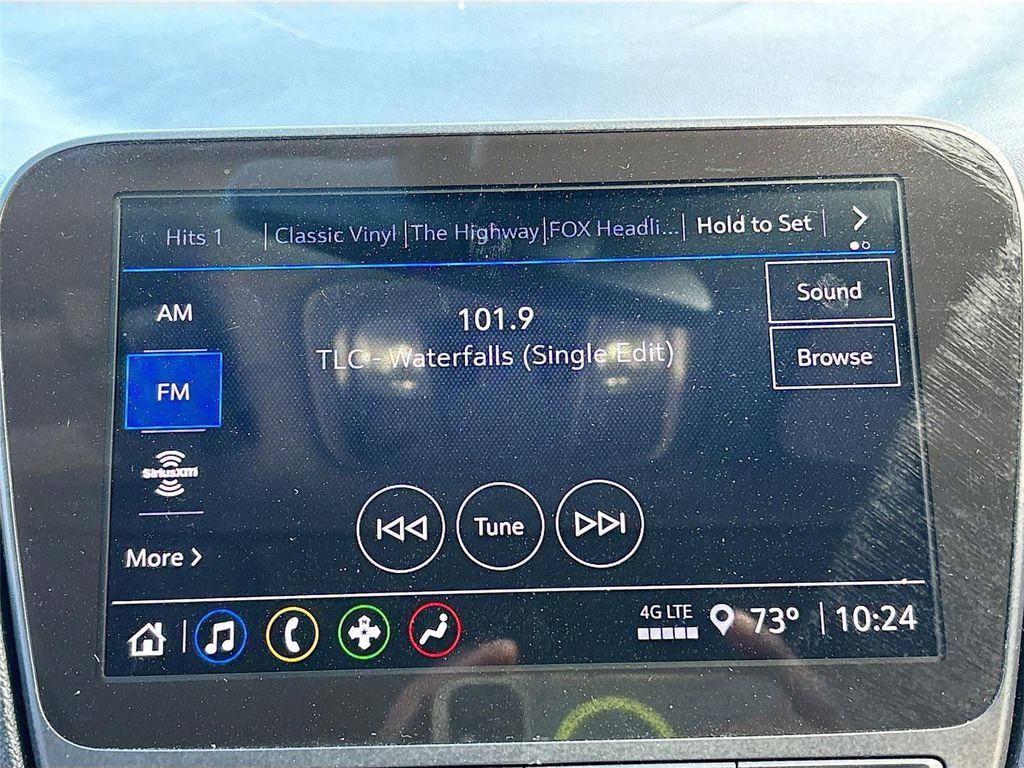 Hits 1 | Classic Vinyl | The Highway | FOX Headli... | Hold to Set | >
AM
101.9
Sound
TLC - Waterfalls (Single Edit)
Browse
FM
SiriusXM
Tune
More >
4G LTE
73° | 10:24